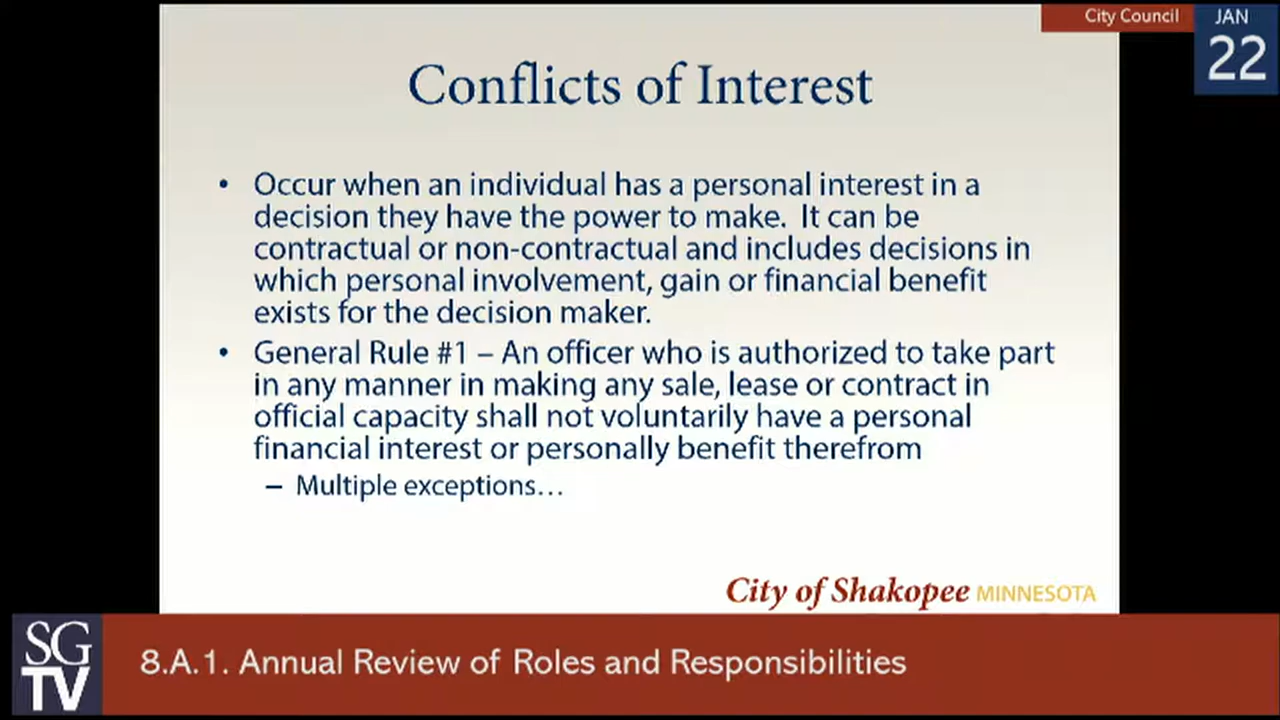 City Council
JAN
22
Conflicts of Interest
• Occur when an individual has a personal interest in a
decision they have the power to make. It can be
contractual or non-contractual and includes decisions in
which personal involvement, gain or financial benefit
exists for the decision maker.
• General Rule #1 – An officer who is authorized to take part
in any manner in making any sale, lease or contract in
official capacity shall not voluntarily have a personal
financial interest or personally benefit therefrom
– Multiple exceptions…
City of Shakopee MINNESOTA
SG
TV
8.A.1. Annual Review of Roles and Responsibilities